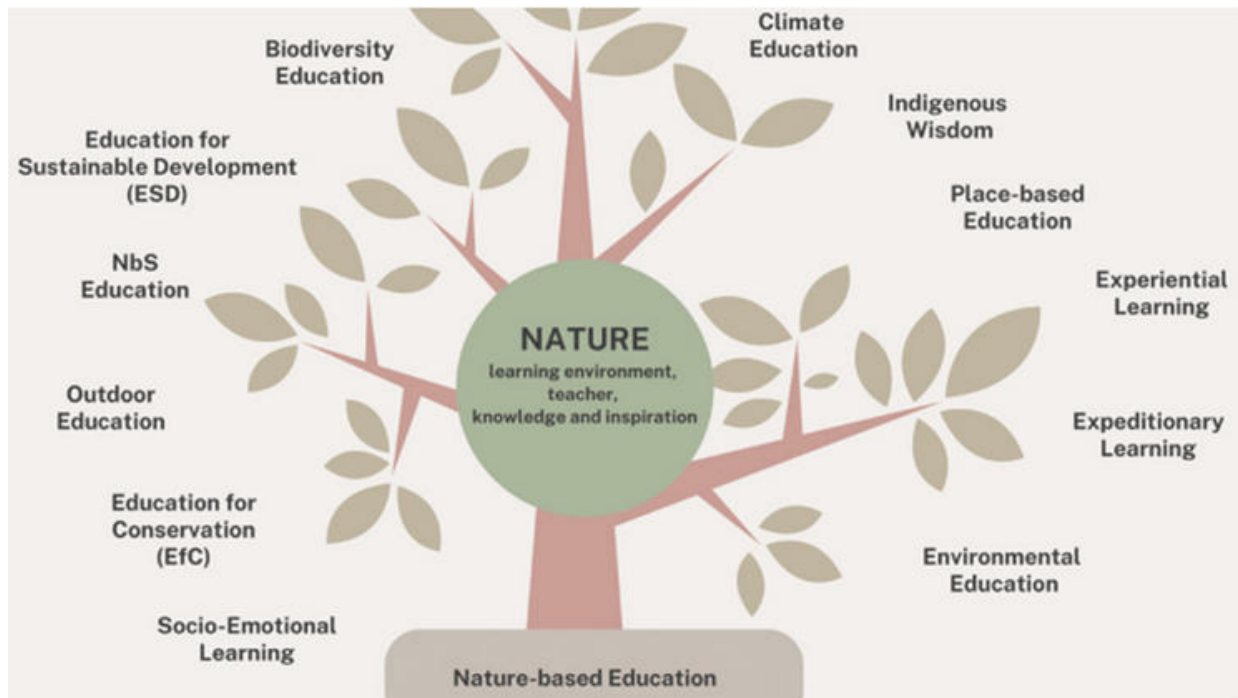 Climate
Education
Biodiversity
Education
Indigenous
Wisdom
Education for
Sustainable Development
(ESD)
Place-based
Education
NbS
Education
Experiential
Learning
NATURE
learning environment,
teacher,
knowledge and inspiration
Outdoor
Education
Expeditionary
Learning
Education for
Conservation
(EfC)
Environmental
Education
Socio-Emotional
Learning
Nature-based Education